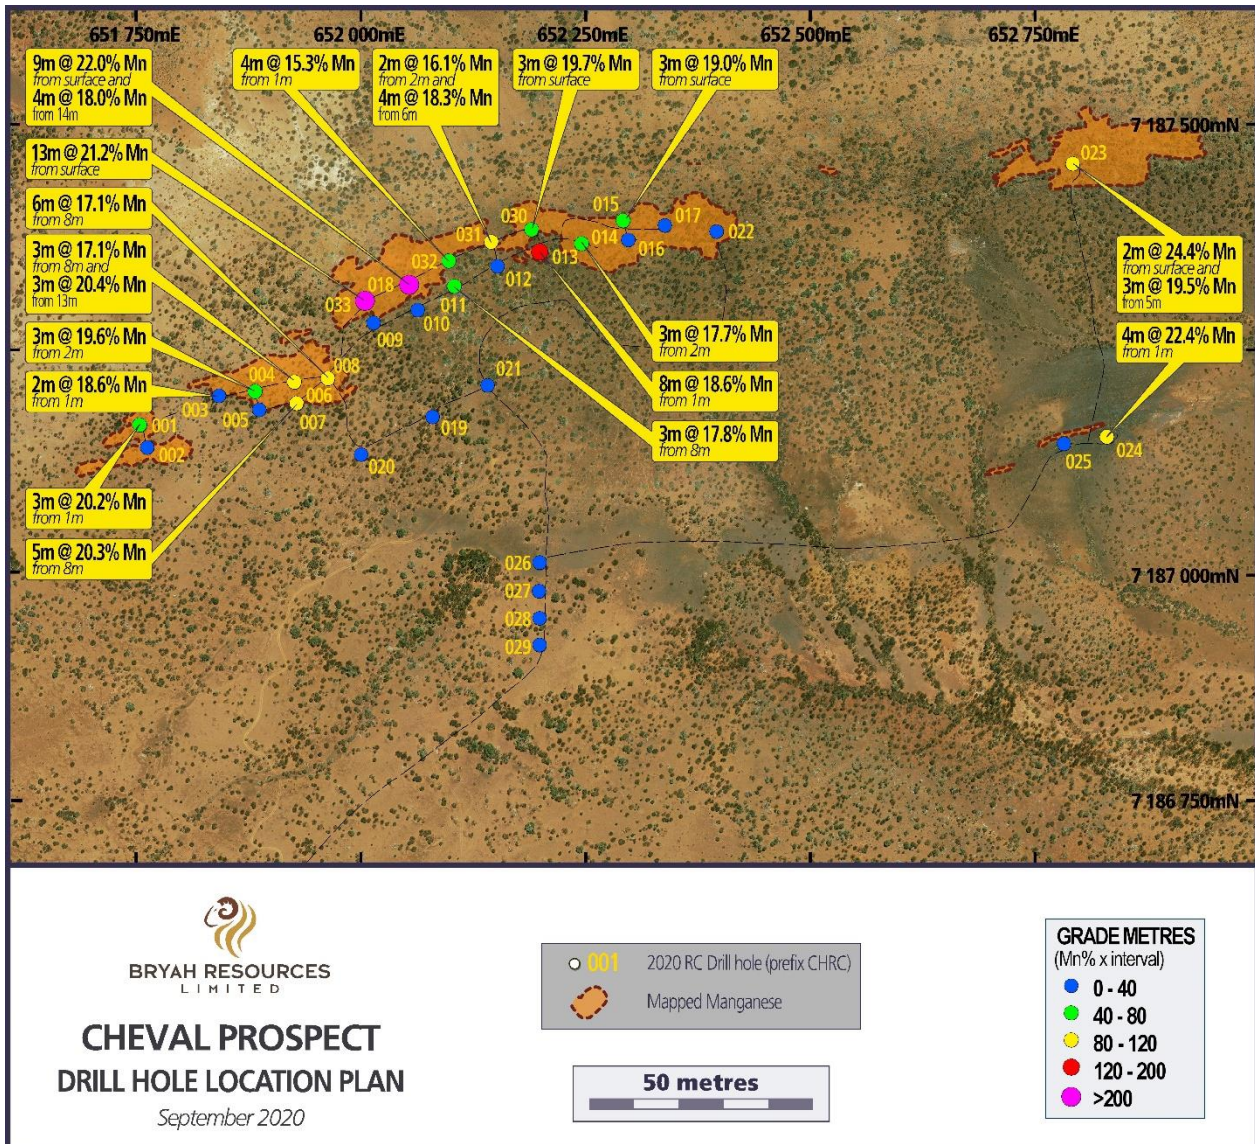 651 750mE
652 000mE
652 250mE
652 500mE
652 750mE
9m @ 22.0% Mn
from surface and
4m @ 18.0% Mn
from 14m
4m @ 15.3% Mn
from 1m
2m @ 16.1% Mn
from 2m and
4m @ 18.3% Mn
from 6m
3m @ 19.7% Mn
from surface
3m @ 19.0% Mn
from surface
13m @ 21.2% Mn
from surface
6m @ 17.1% Mn
from 8m
3m @ 17.1% Mn
from 8m and
3m @ 20.4% Mn
from 13m
3m @ 19.6% Mn
from 2m
2m @ 18.6% Mn
from 1m
3m @ 20.2% Mn
from 1m
5m @ 20.3% Mn
from 8m
7 187 500mN
023
2m @ 24.4% Mn
from surface and
3m @ 19.5% Mn
from 5m
4m @ 22.4% Mn
from 1m
3m @ 17.7% Mn
from 2m
8m @ 18.6% Mn
from 1m
3m @ 17.8% Mn
from 8m
015
030
017
031
014
016
022
032
013
012
018
011
033
010
009
008
004
006
003
005
007
001
002
021
019
020
024
025
026
027
028
029
7 187 000mN
7 186 750mN
BRYAH RESOURCES
LIMITED
CHEVAL PROSPECT
DRILL HOLE LOCATION PLAN
September 2020
001 2020 RC Drill hole (prefix CHRC)
Mapped Manganese
50 metres
GRADE METRES
(Mn% x interval)
0 - 40
40 - 80
80 - 120
120 - 200
>200